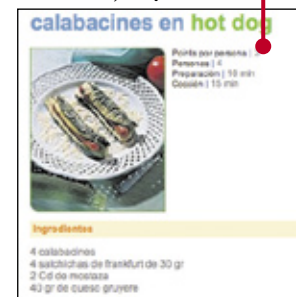 calabacines en hot dog
Points por persona |
Personas | 4
Preparación | 10 min
Cocción | 15 min
Ingredientes
4 calabacines
4 salchichas de frankfurt de 30 gr
2 Cd de mostaza
40 gr de queso gruyere